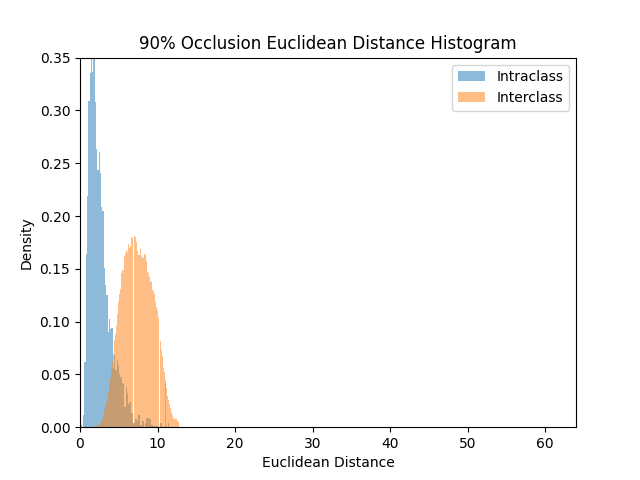 90% Occlusion Euclidean Distance Histogram
Intraclass
Interclass
Density
0.35
0.30
0.25
0.20
0.15
0.10
0.05
0.00
0 10 20 30 40 50 60
Euclidean Distance